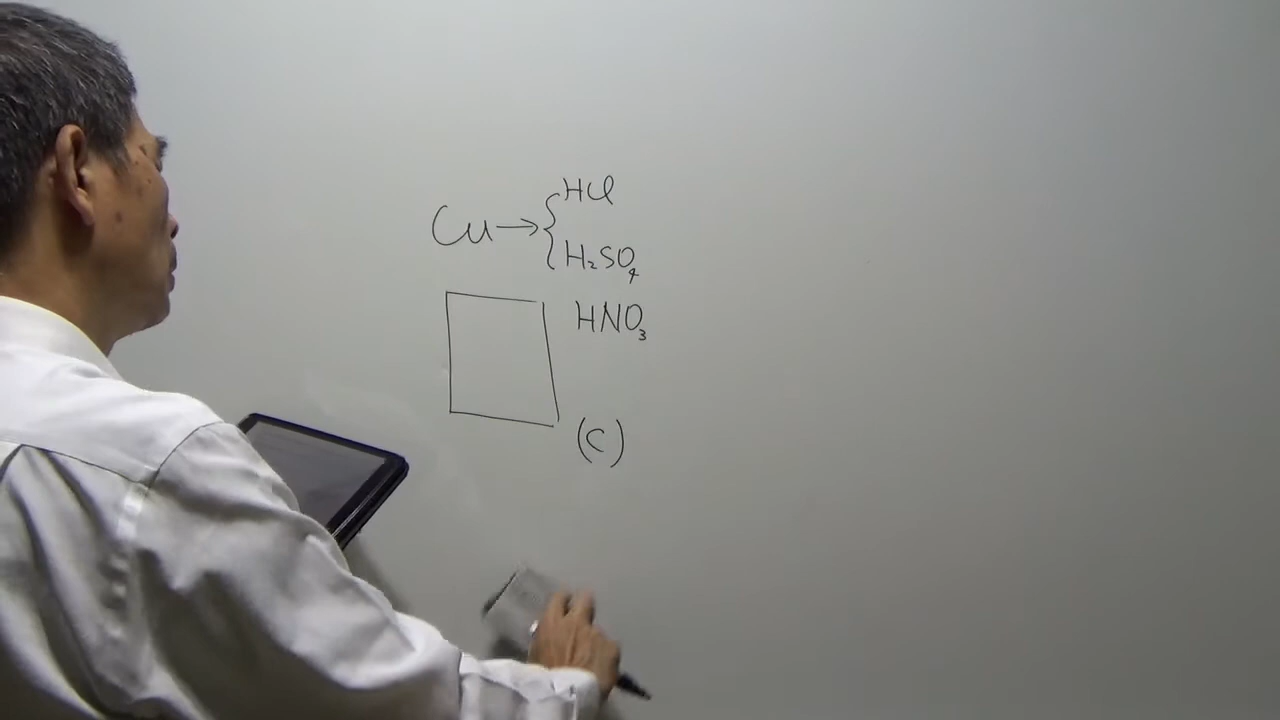 Cu → { HCl
H₂SO₄
HNO₃
(C)